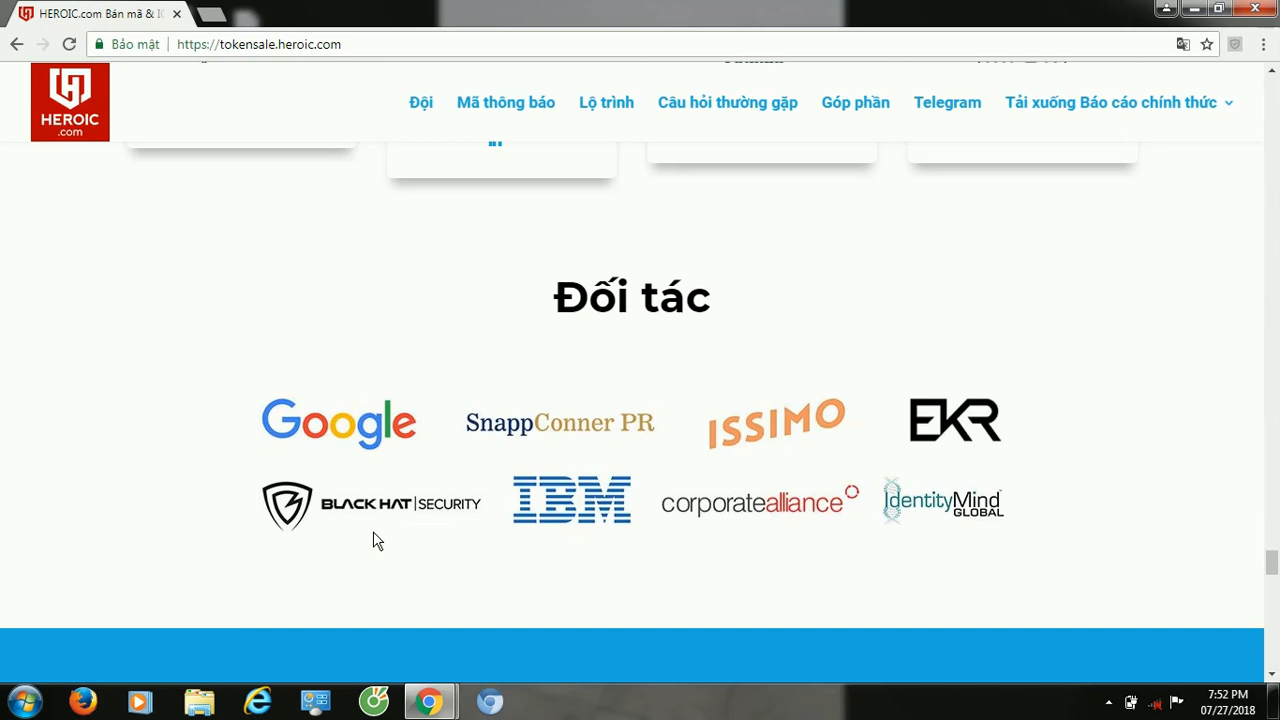 HEROIC.com Bán mã & IC
Bảo mật
https://tokensale.heroic.com
HEROIC
.com
Đội
Mã thông báo
Lộ trình
Câu hỏi thường gặp
Góp phần
Telegram
Tải xuống Báo cáo chính thức
in
Đối tác
Google
SnappConner PR
ISSIMO
EKR
BLACK HAT | SECURITY
IBM
corporatealliance
IdentityMind
GLOBAL
7:52 PM
07/27/2018